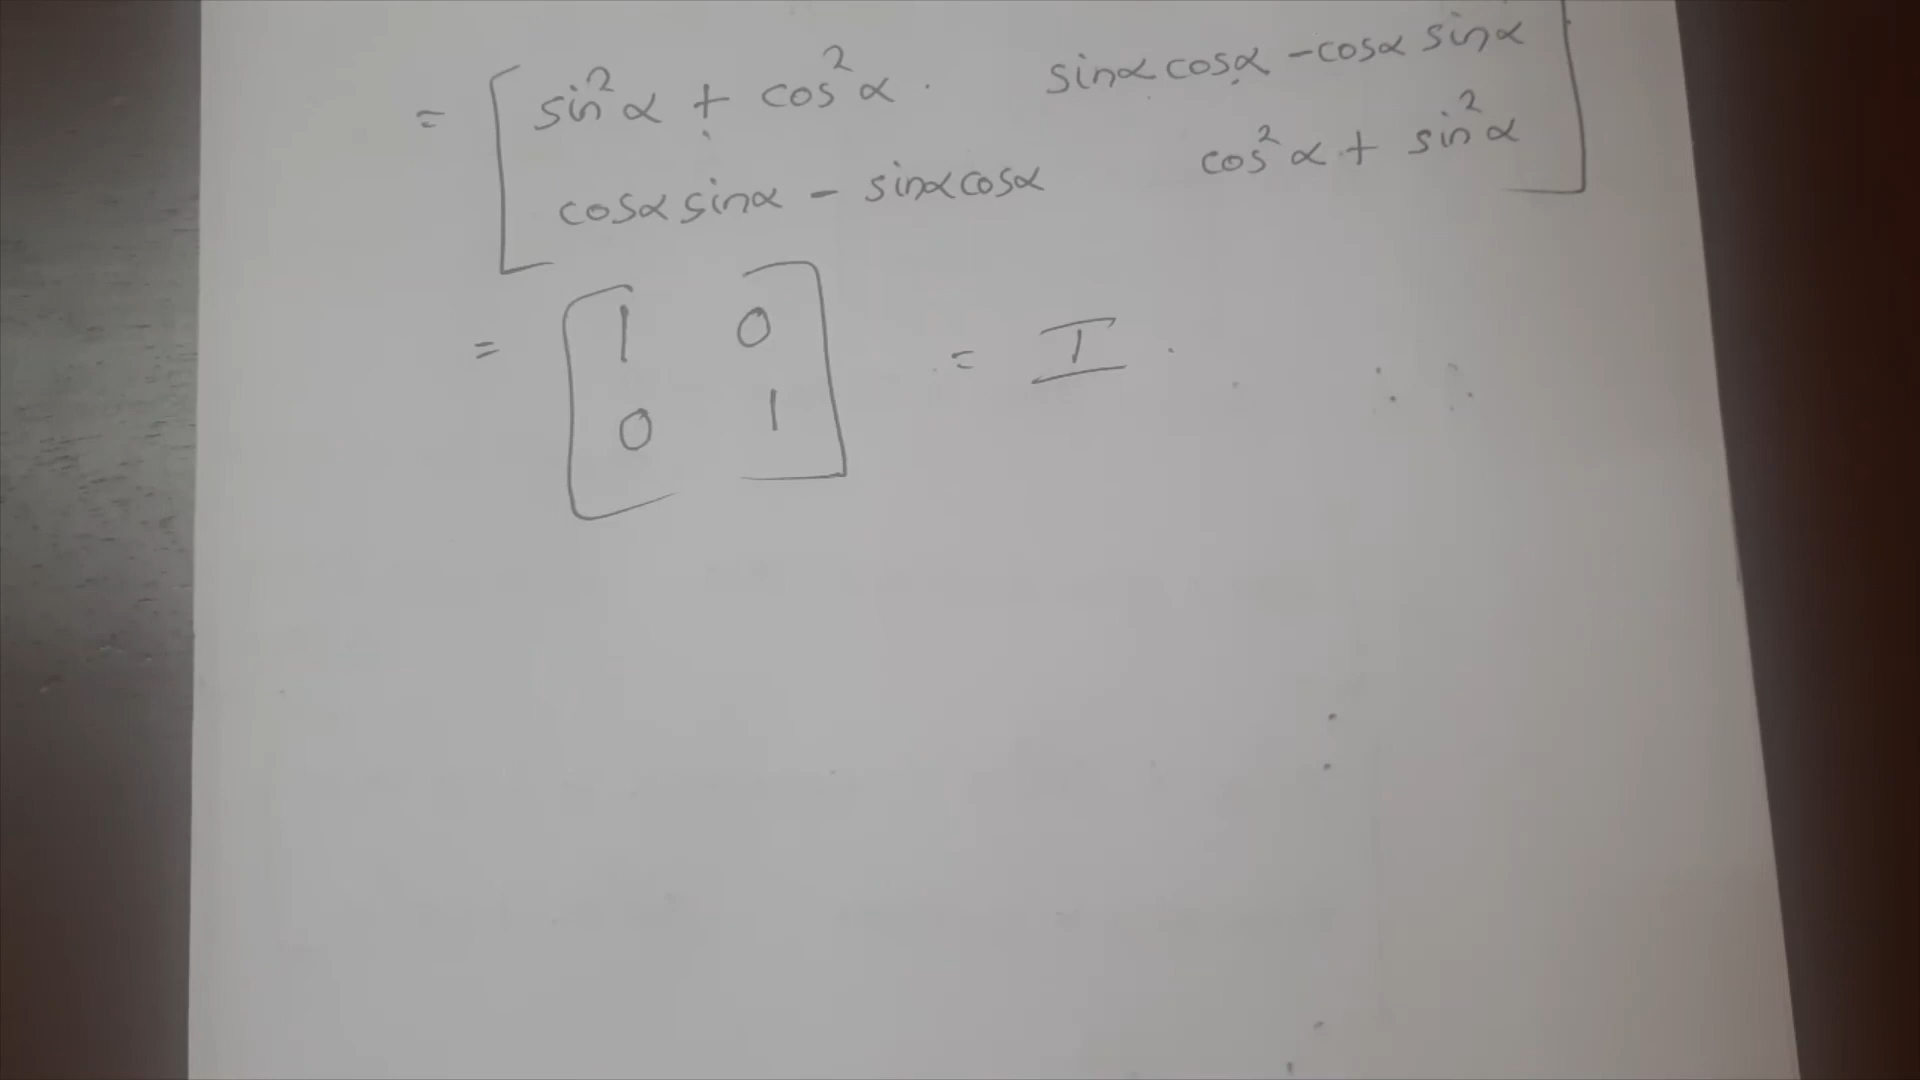 = [ sin²α + cos²α . sinα cosα - cosα sinα
cosα sinα - sinα cosα cos²α + sin²α ]
= [ 1 0
0 1 ] = I .